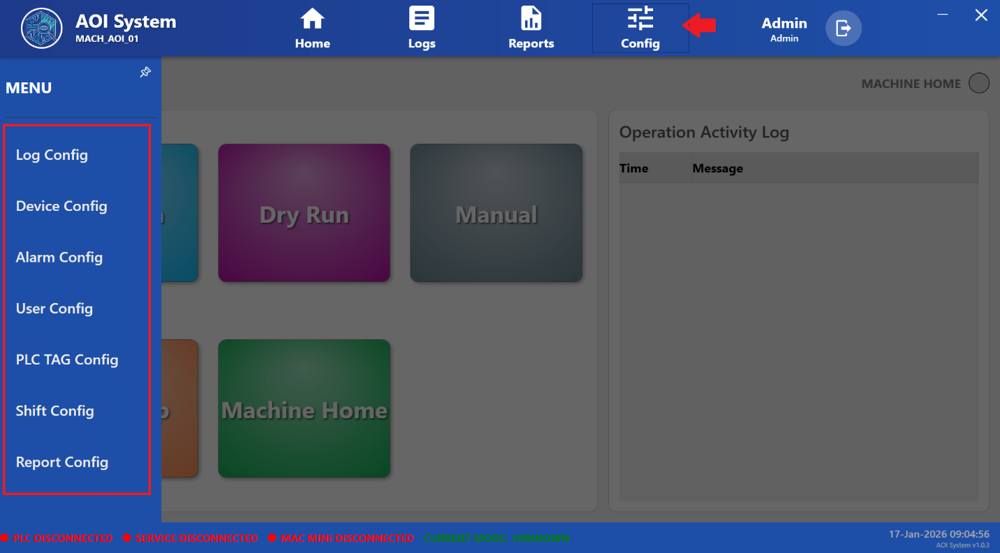 AOI System
MACH_AOI_01
Home
Logs
Reports
Config
Admin
Admin
MENU
MACHINE HOME
Log Config
Device Config
Alarm Config
User Config
PLC TAG Config
Shift Config
Report Config
Dry Run
Manual
Machine Home
Operation Activity Log
Time Message
PLC DISCONNECTED SERVICE DISCONNECTED MAC MINI DISCONNECTED CURRENT MODE: UNKNOWN
17-Jan-2026 09:04:56
AOI System v1.0.3